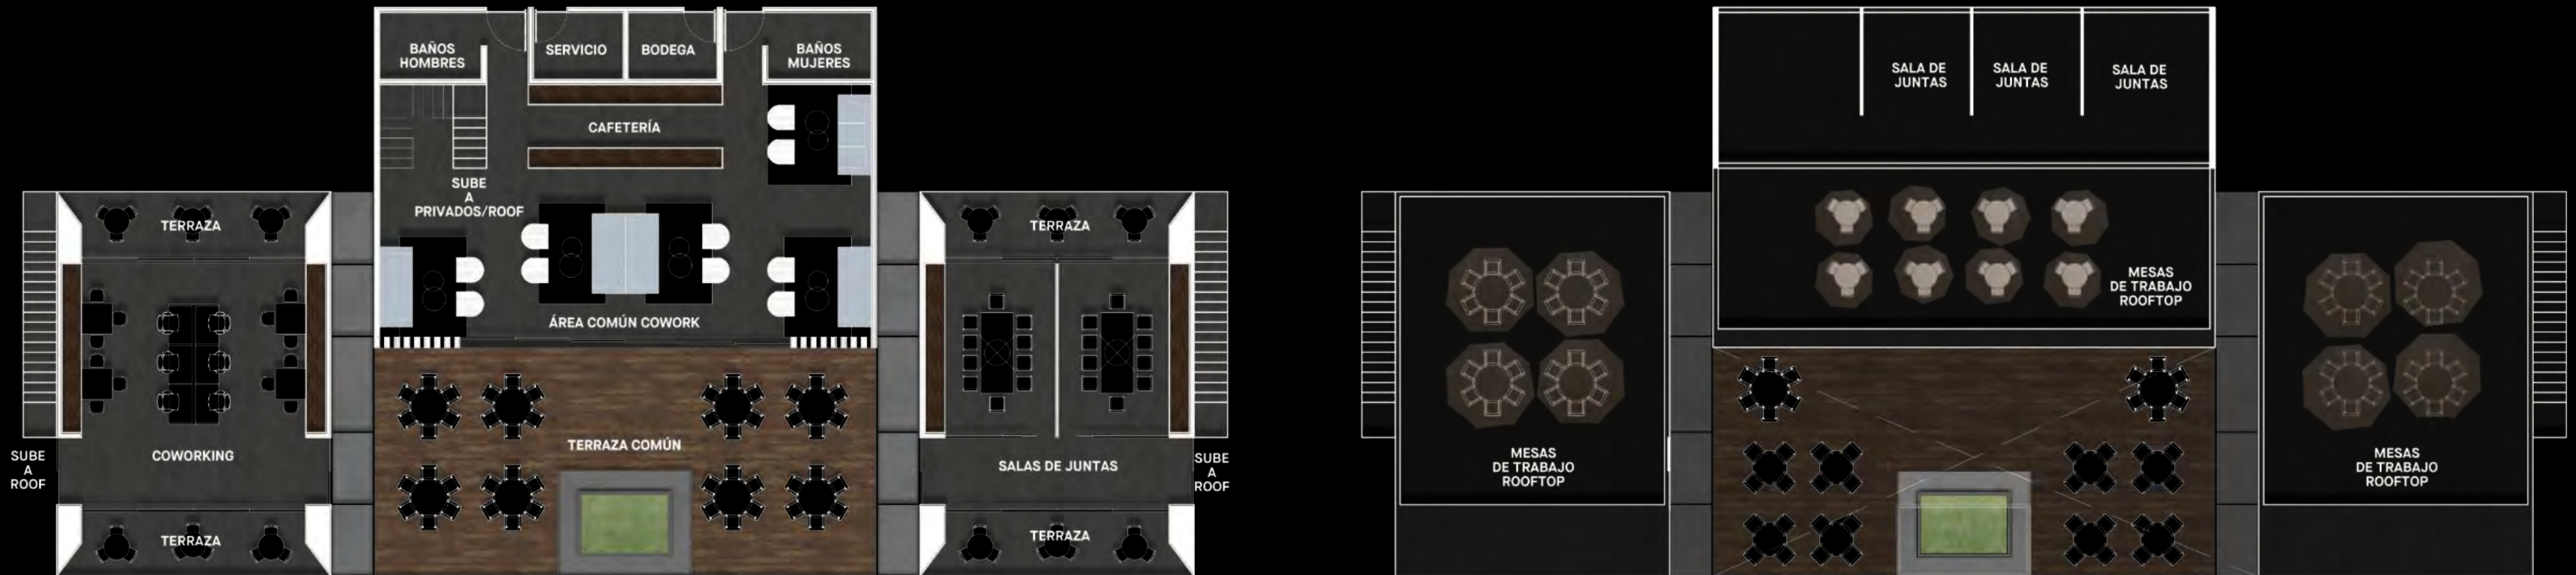 BAÑOS
HOMBRES
SERVICIO
BODEGA
BAÑOS
MUJERES
CAFETERÍA
SUBE
A
PRIVADOS/ROOF
TERRAZA
TERRAZA
ÁREA COMÚN COWORK
TERRAZA COMÚN
COWORKING
SALAS DE JUNTAS
SUBE
A
ROOF
SUBE
A
ROOF
TERRAZA
TERRAZA
SALA DE
JUNTAS
SALA DE
JUNTAS
SALA DE
JUNTAS
MESAS
DE TRABAJO
ROOFTOP
MESAS
DE TRABAJO
ROOFTOP
MESAS
DE TRABAJO
ROOFTOP